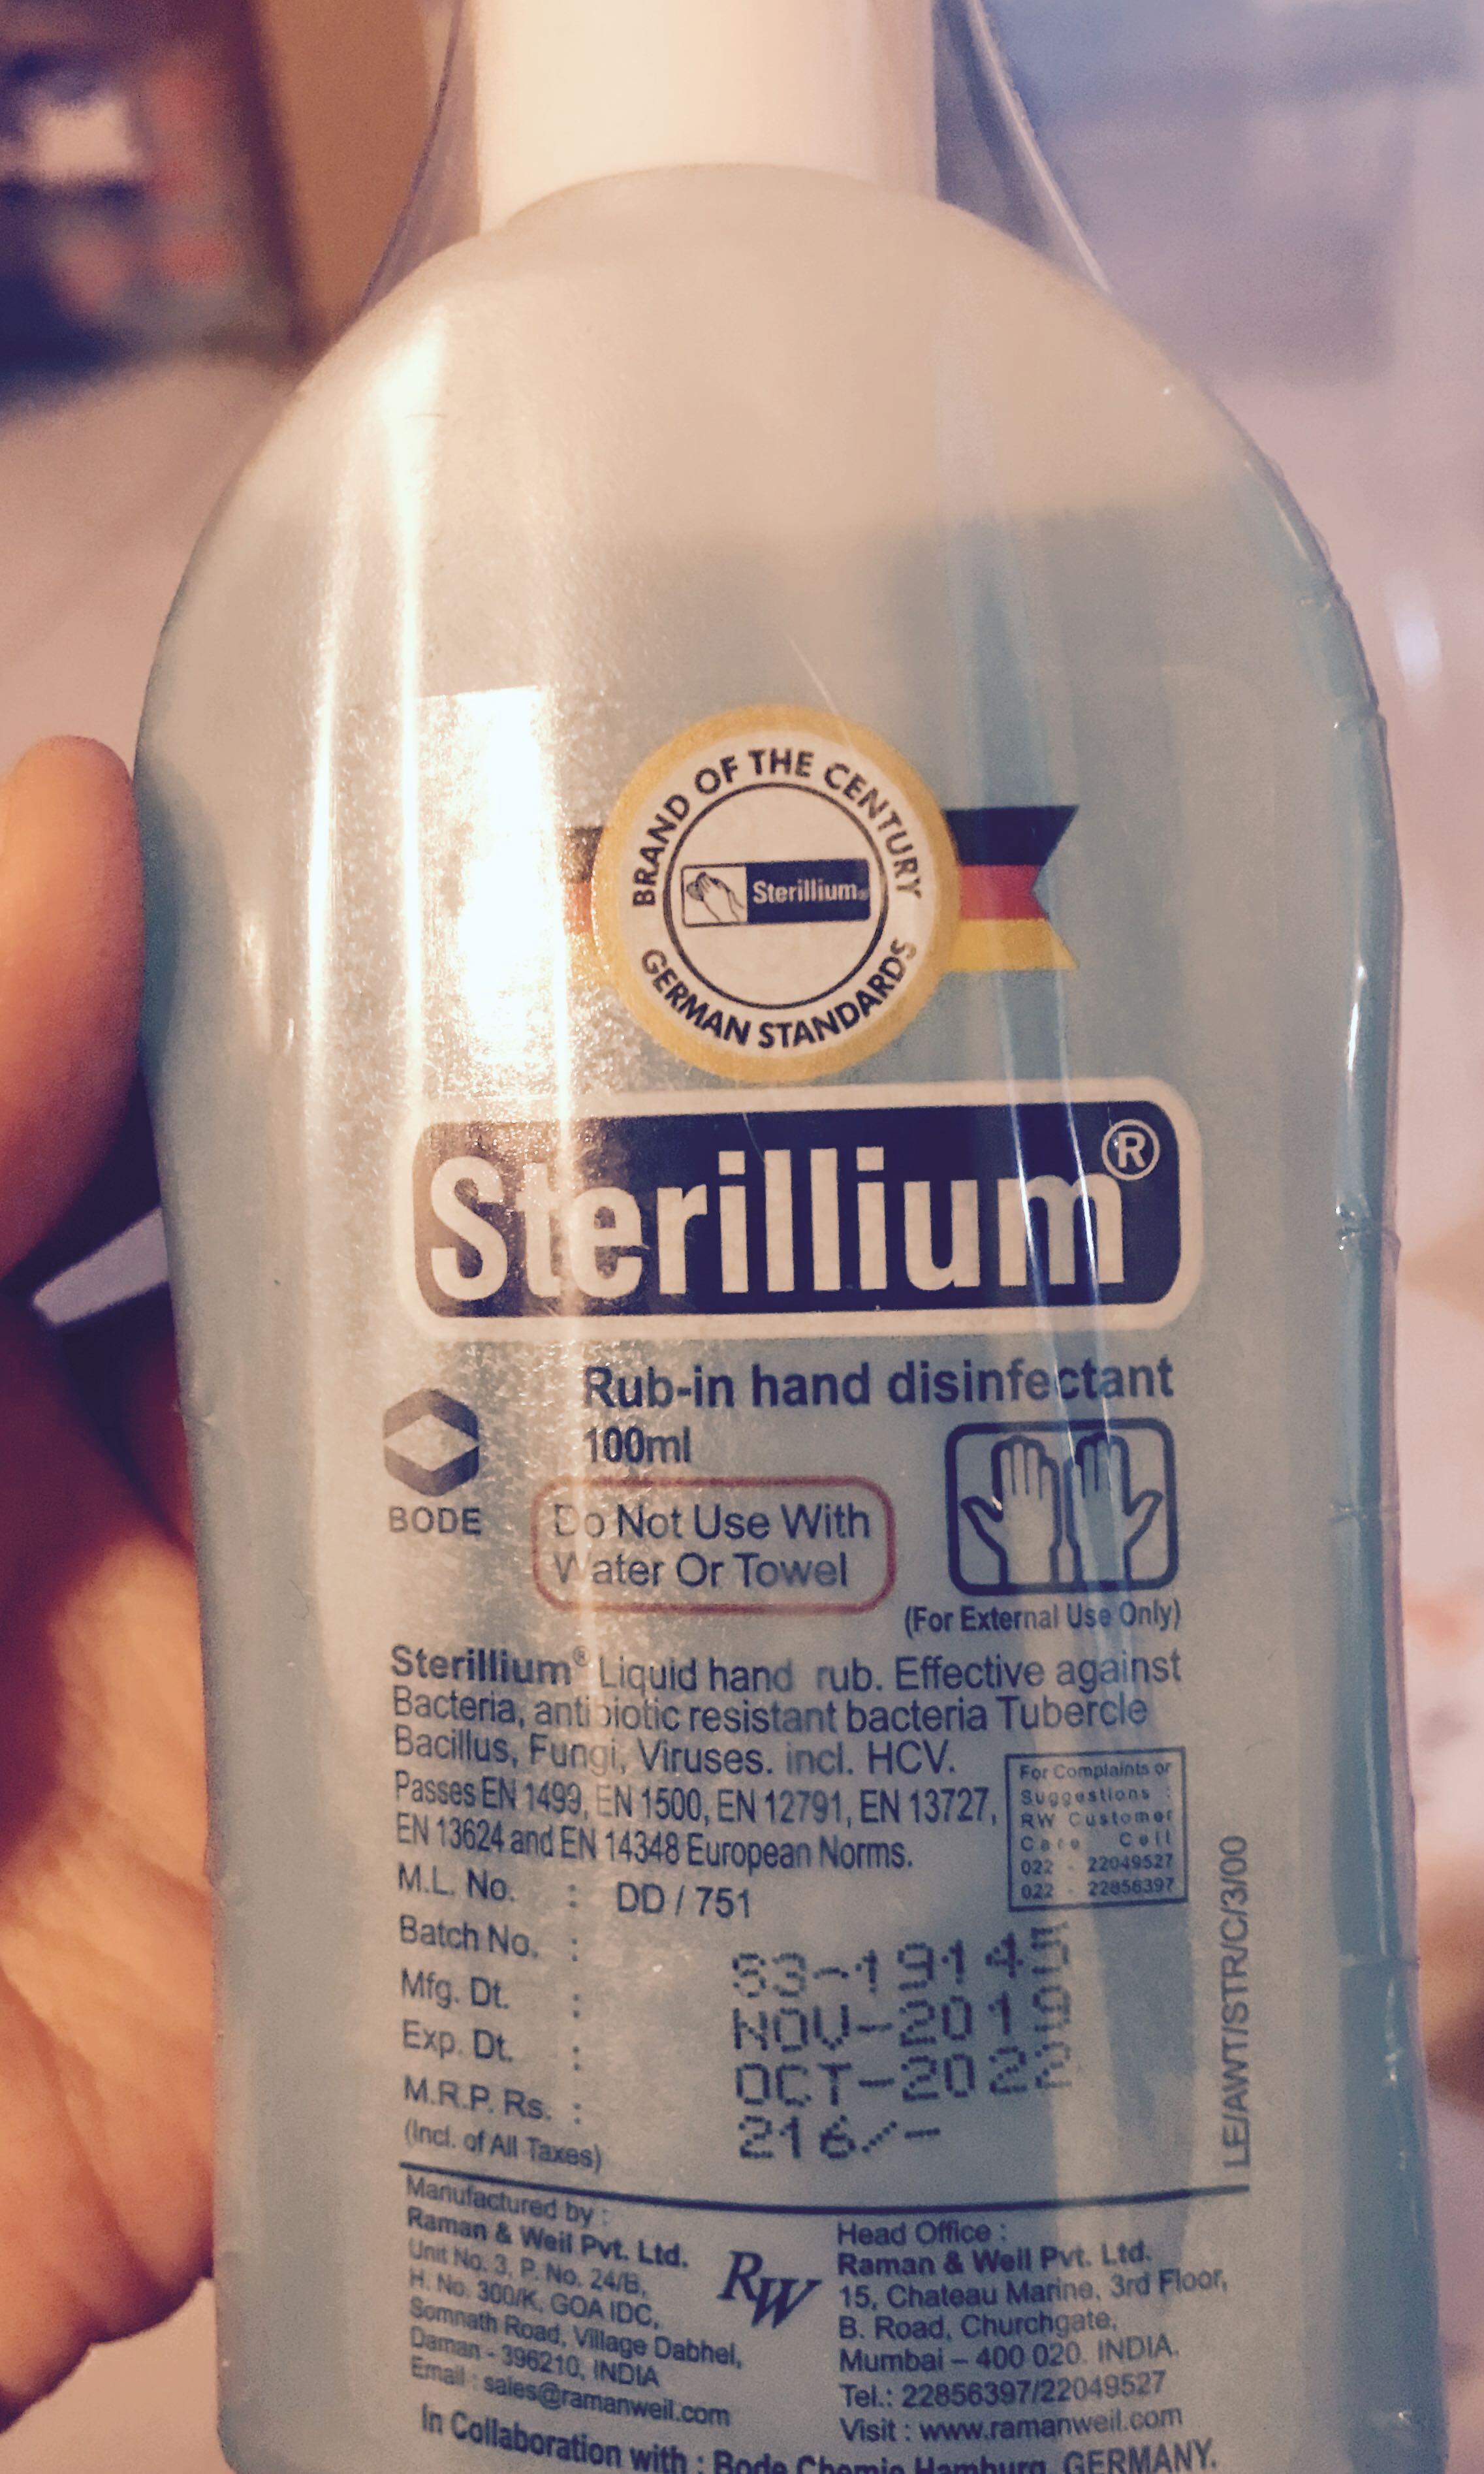 BRAND OF THE CENTURY
Sterillium®
GERMAN STANDARDS
Sterillium®
Rub-in hand disinfectant
100ml
BODE
Do Not Use With
Water Or Towel
(For External Use Only)
Sterillium® Liquid hand rub. Effective against
Bacteria, antibiotic resistant bacteria Tubercle
Bacillus, Fungi, Viruses. incl. HCV.
Passes EN 1499, EN 1500, EN 12791, EN 13727,
EN 13624 and EN 14348 European Norms.
For Complaints or
Suggestions :
RW Customer
Care Cell
022 - 22049527
022 - 22856397
M.L. No. : DD / 751
Batch No. : S3-19145
Mfg. Dt. : NOV-2019
Exp. Dt. : OCT-2022
M.R.P. Rs. : 216/-
(Incl. of All Taxes)
LE/AWT/STR/C/3/00
Manufactured by :
Raman & Weil Pvt. Ltd.
Unit No. 3, P. No. 24/B,
H. No. 300/K, GOA IDC,
Somnath Road, Village Dabhel,
Daman - 396210, INDIA
Email : sales@ramanweil.com
RW
Head Office :
Raman & Weil Pvt. Ltd.
15, Chateau Marine, 3rd Floor,
B. Road, Churchgate,
Mumbai – 400 020. INDIA.
Tel.: 22856397/22049527
Visit : www.ramanweil.com
In Collaboration with : Bode Chemie Hamburg, GERMANY.